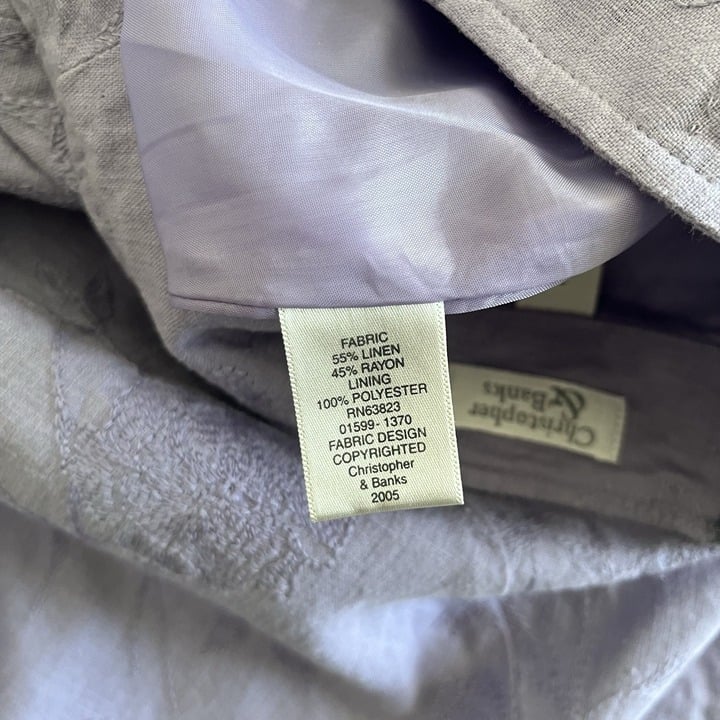 FABRIC
55% LINEN
45% RAYON
LINING
100% POLYESTER
RN63823
01599-1370
FABRIC DESIGN
COPYRIGHTED
Christopher
& Banks
2005
Christopher
& Banks